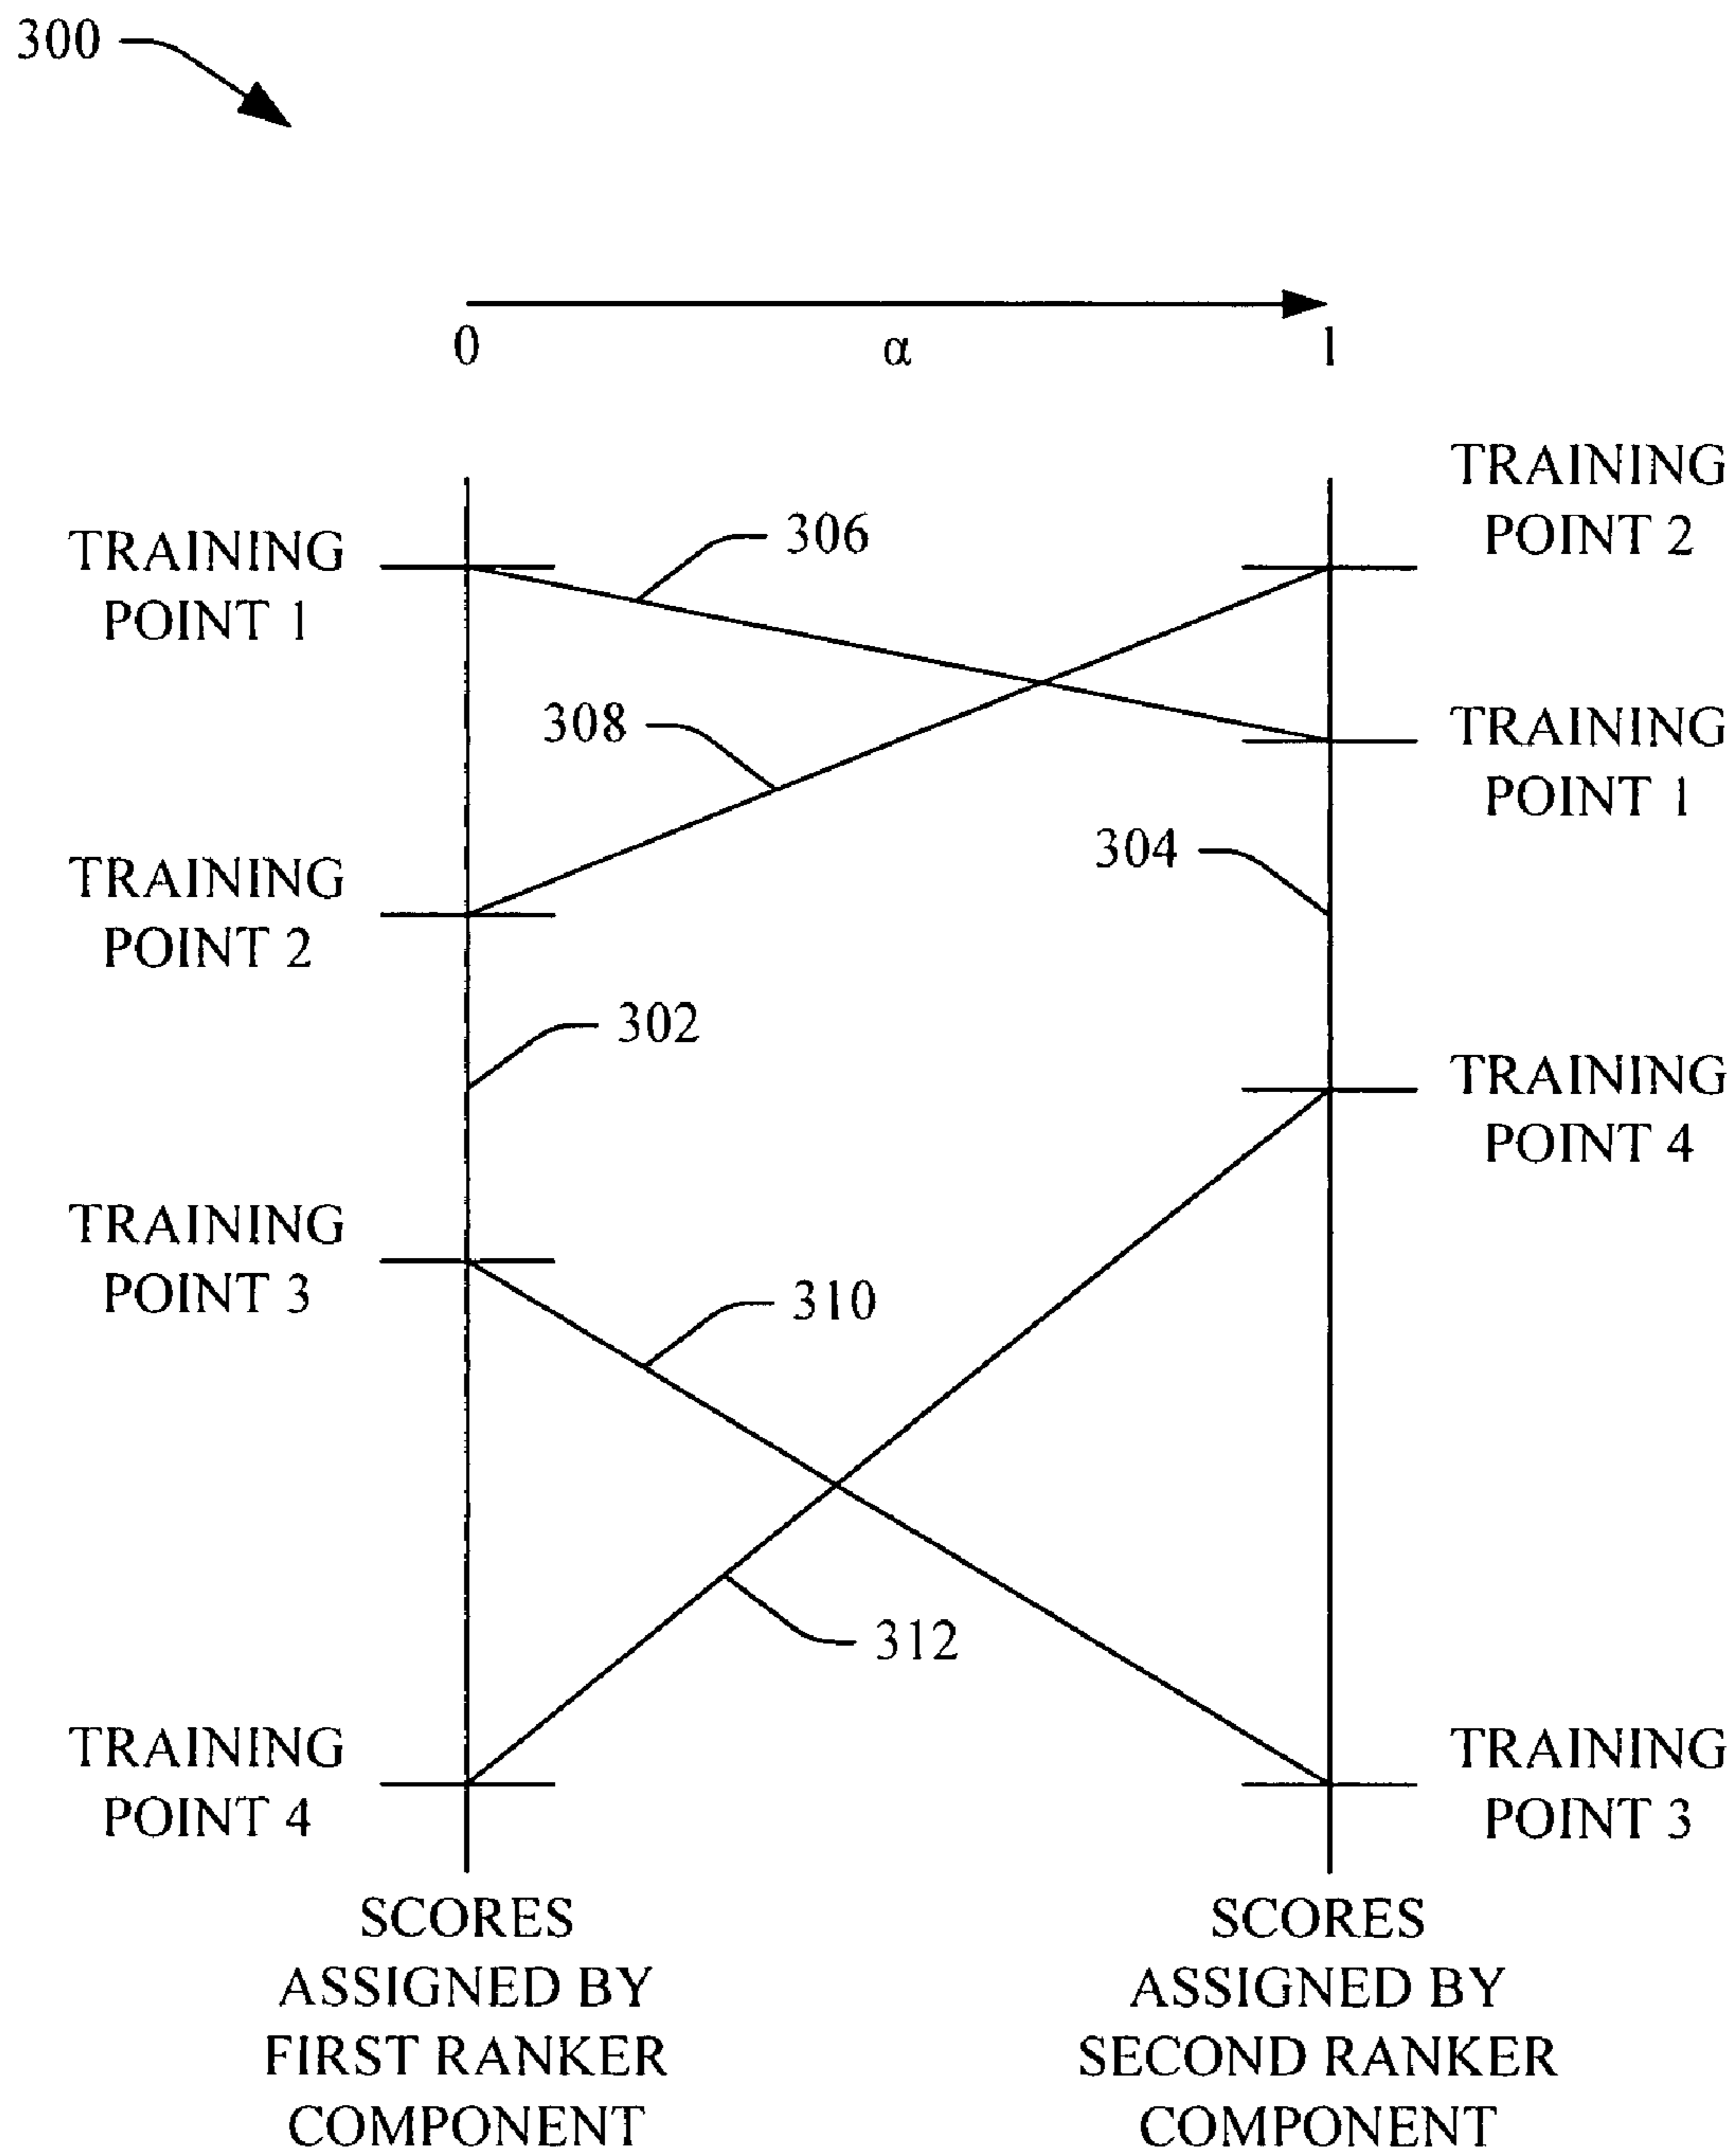 300
0
α
1
TRAINING
POINT 2
306
TRAINING
POINT 1
308
TRAINING
POINT 1
304
TRAINING
POINT 2
302
TRAINING
POINT 4
TRAINING
POINT 3
310
312
TRAINING
POINT 4
TRAINING
POINT 3
SCORES
ASSIGNED BY
FIRST RANKER
COMPONENT
SCORES
ASSIGNED BY
SECOND RANKER
COMPONENT